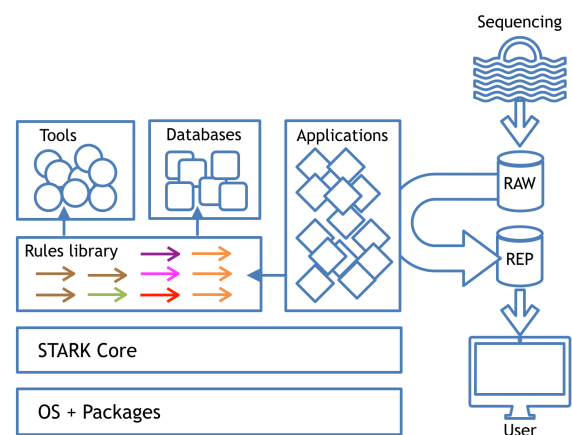 Sequencing
Tools
Databases
Applications
RAW
Rules library
REP
STARK Core
OS + Packages
User